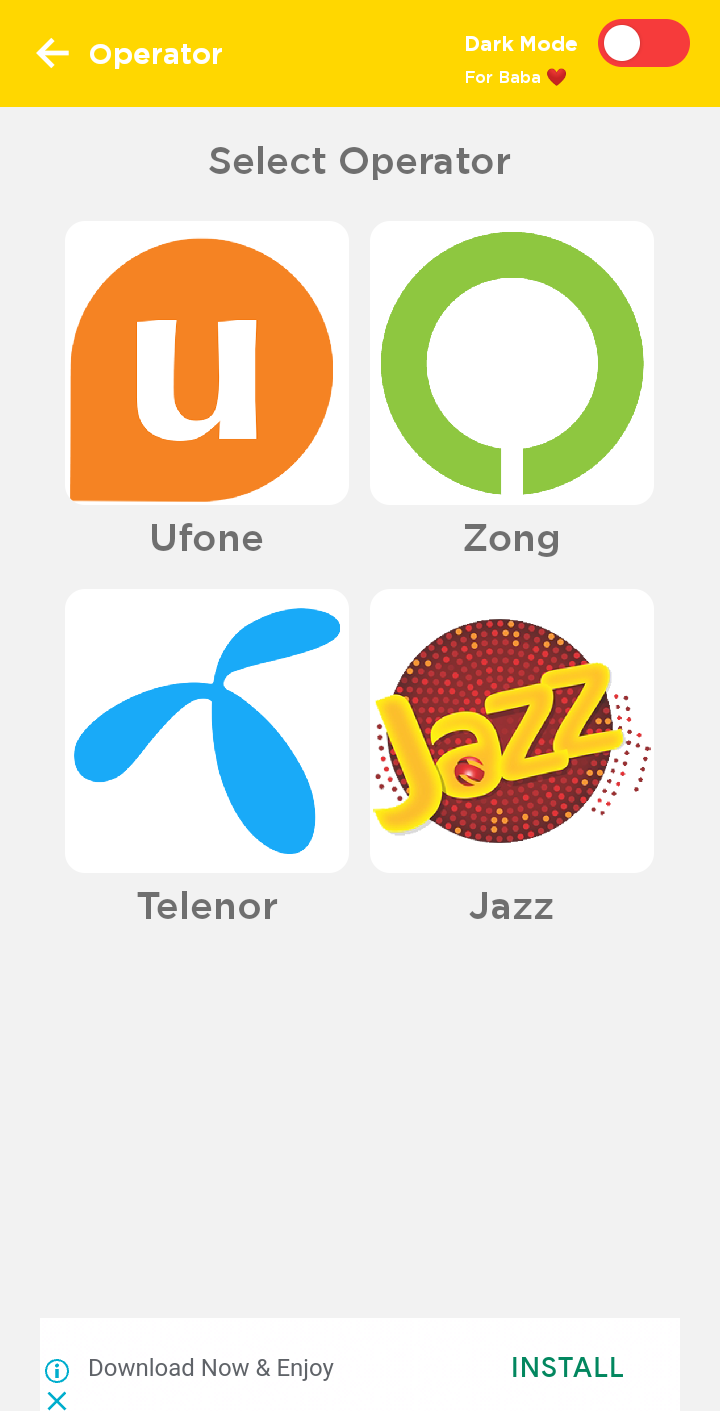 Operator
Dark Mode
For Baba ❤️
Select Operator
u
Ufone
Zong
Jazz
Telenor
Jazz
Download Now & Enjoy
INSTALL